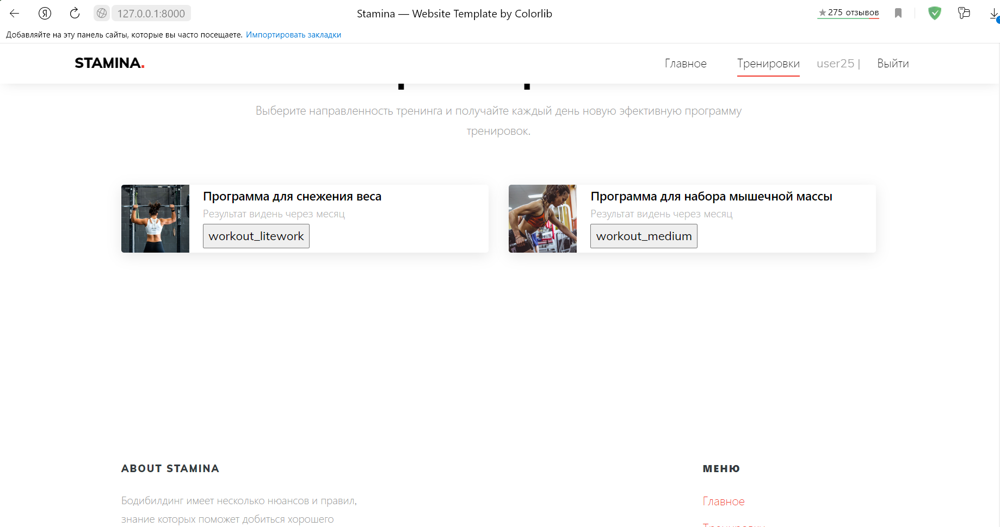 127.0.0.1:8000
Stamina — Website Template by Colorlib
★275 отзывов
Добавляйте на эту панель сайты, которые вы часто посещаете. Импортировать закладки
STAMINA.
Главное
Тренировки
user25 |
Выйти
Выберите направленность тренинга и получайте каждый день новую эфективную программу
тренировок.
Программа для снежения веса
Результат видень через месяц
workout_litework
Программа для набора мышечной массы
Результат видень через месяц
workout_medium
ABOUT STAMINA
Бодибилдинг имеет несколько нюансов и правил,
знание которых поможет добиться хорошего
МЕНЮ
Главное
Тренировки